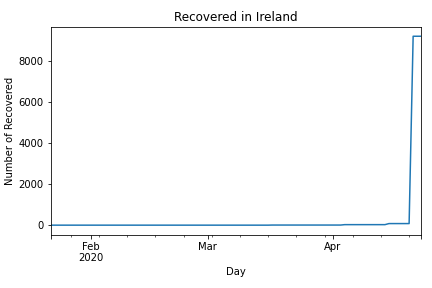 Recovered in Ireland
Number of Recovered
8000
6000
4000
2000
0
Feb
2020
Mar
Apr
Day